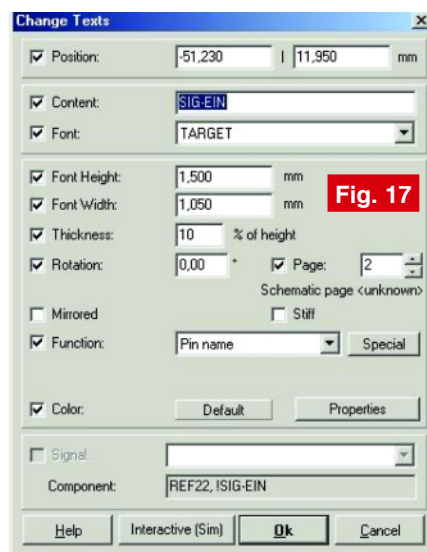 Change Texts
Position: -51,230 | 11,950 mm
Content: SIG-EIN
Font: TARGET
Font Height: 1,500 mm
Font Width: 1,050 mm
Fig. 17
Thickness: 10 % of height
Rotation: 0,00 ° Page: 2
Schematic page <unknown>
Mirrored Stiff
Function: Pin name Special
Color: Default Properties
Signal:
Component: REF22, !SIG-EIN
Help Interactive (Sim) Ok Cancel